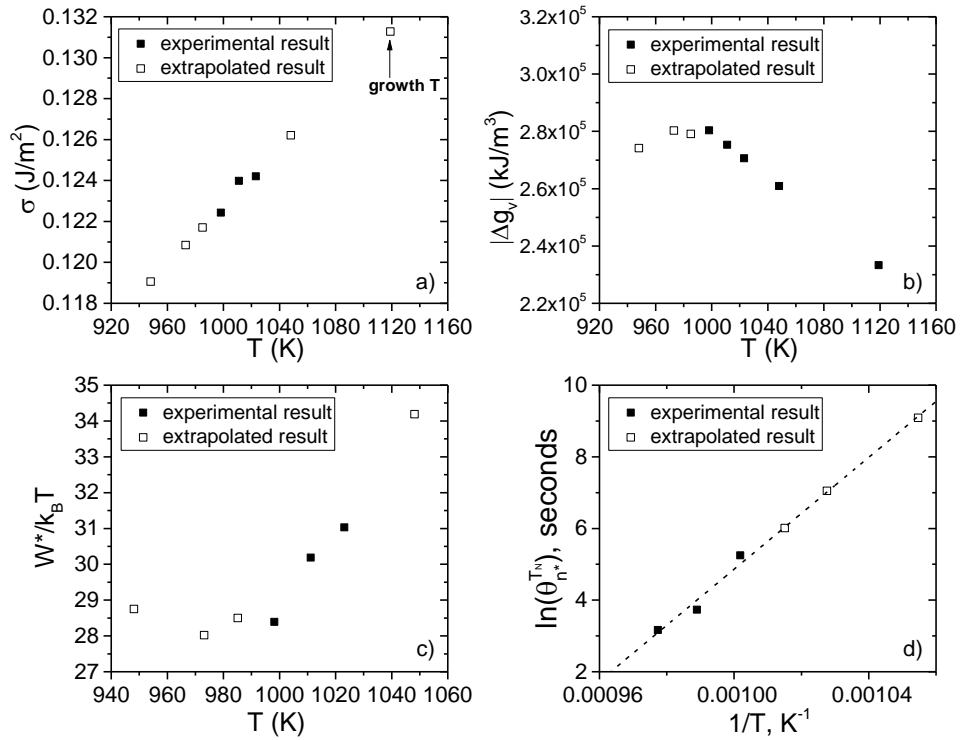 0.132
0.130
0.128
0.126
0.124
0.122
0.120
0.118
σ (J/m²)
experimental result
extrapolated result
growth T
a)
920 960 1000 1040 1080 1120 1160
T (K)
3.2x10⁵
3.0x10⁵
2.8x10⁵
2.6x10⁵
2.4x10⁵
2.2x10⁵
|Δg_v| (kJ/m³)
experimental result
extrapolated result
b)
920 960 1000 1040 1080 1120 1160
T (K)
35
34
33
32
31
30
29
28
27
W*/k_BT
experimental result
extrapolated result
c)
940 960 980 1000 1020 1040 1060
T (K)
10
8
6
4
2
ln(θ_n*^T_N), seconds
experimental result
extrapolated result
d)
0.00096 0.00100 0.00104
1/T, K⁻¹